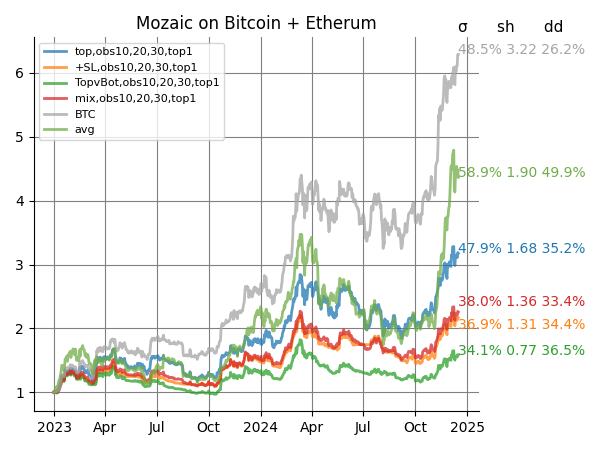 Mozaic on Bitcoin + Etherum
σ sh dd
top,obs10,20,30,top1
+SL,obs10,20,30,top1
TopvBot,obs10,20,30,top1
mix,obs10,20,30,top1
BTC
avg
48.5% 3.22 26.2%
58.9% 1.90 49.9%
47.9% 1.68 35.2%
38.0% 1.36 33.4%
36.9% 1.31 34.4%
34.1% 0.77 36.5%
6
5
4
3
2
1
2023 Apr Jul Oct 2024 Apr Jul Oct 2025